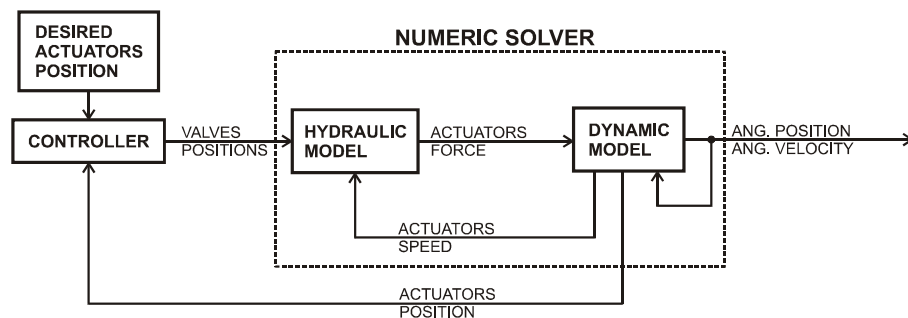 DESIRED
ACTUATORS
POSITION
NUMERIC SOLVER
CONTROLLER
VALVES
POSITIONS
HYDRAULIC
MODEL
ACTUATORS
FORCE
DYNAMIC
MODEL
ANG. POSITION
ANG. VELOCITY
ACTUATORS
SPEED
ACTUATORS
POSITION